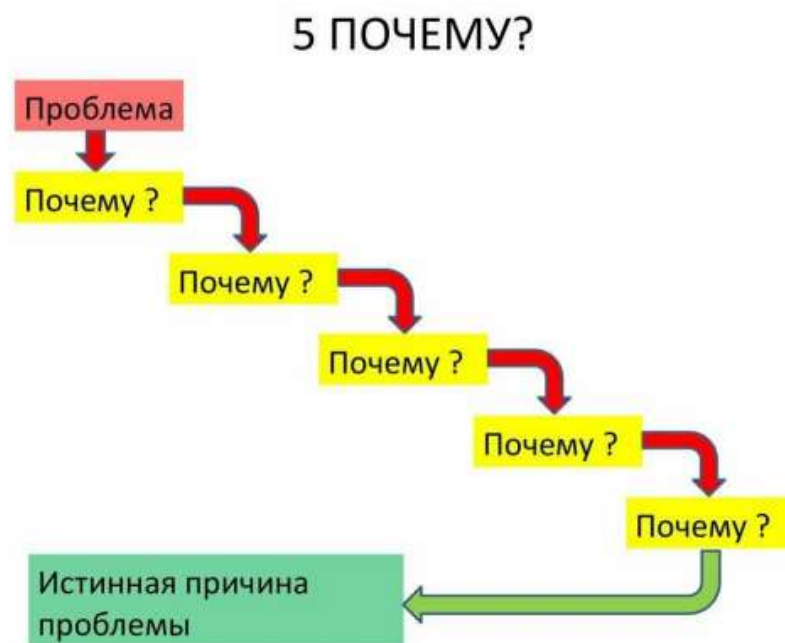 5 ПОЧЕМУ?
Проблема
Почему ?
Почему ?
Почему ?
Почему ?
Почему ?
Истинная причина
проблемы